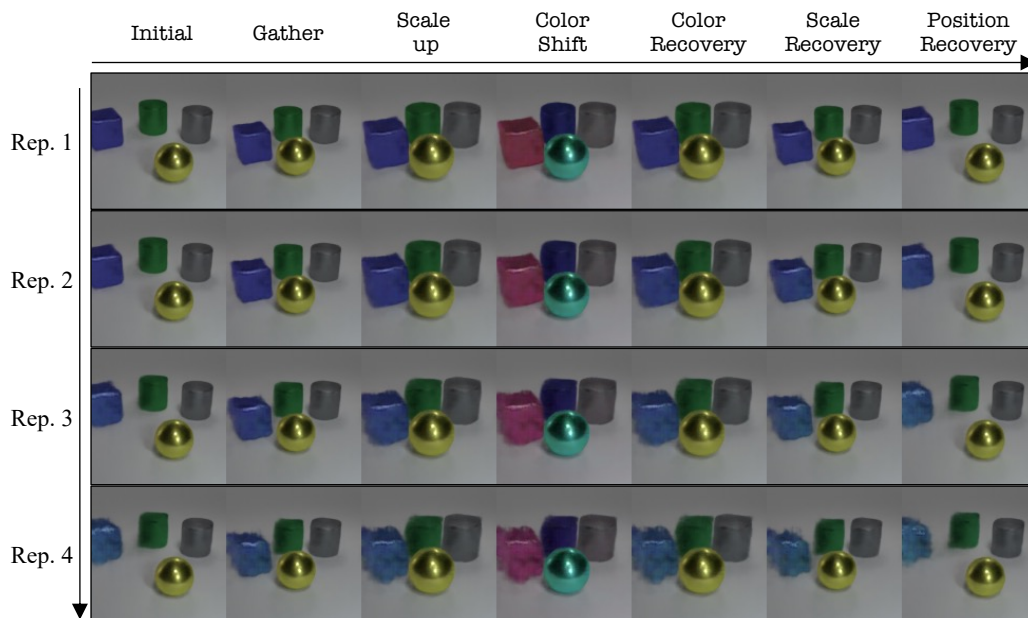 Initial
Gather
Scale
up
Color
Shift
Color
Recovery
Scale
Recovery
Position
Recovery
Rep. 1
Rep. 2
Rep. 3
Rep. 4